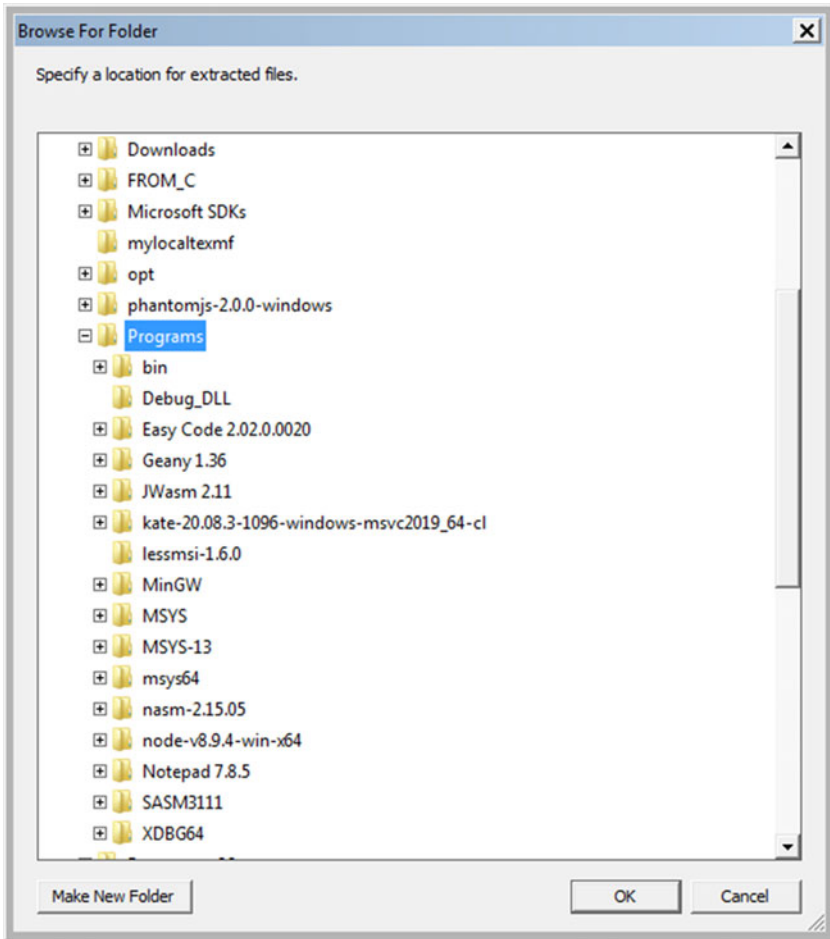 Browse For Folder
Specify a location for extracted files.
Downloads
FROM_C
Microsoft SDKs
mylocaltexmf
opt
phantomjs-2.0.0-windows
Programs
bin
Debug_DLL
Easy Code 2.02.0.0020
Geany 1.36
JWasm 2.11
kate-20.08.3-1096-windows-msvc2019_64-cl
lessmsi-1.6.0
MinGW
MSYS
MSYS-13
msys64
nasm-2.15.05
node-v8.9.4-win-x64
Notepad 7.8.5
SASM3111
XDBG64
Make New Folder
OK
Cancel